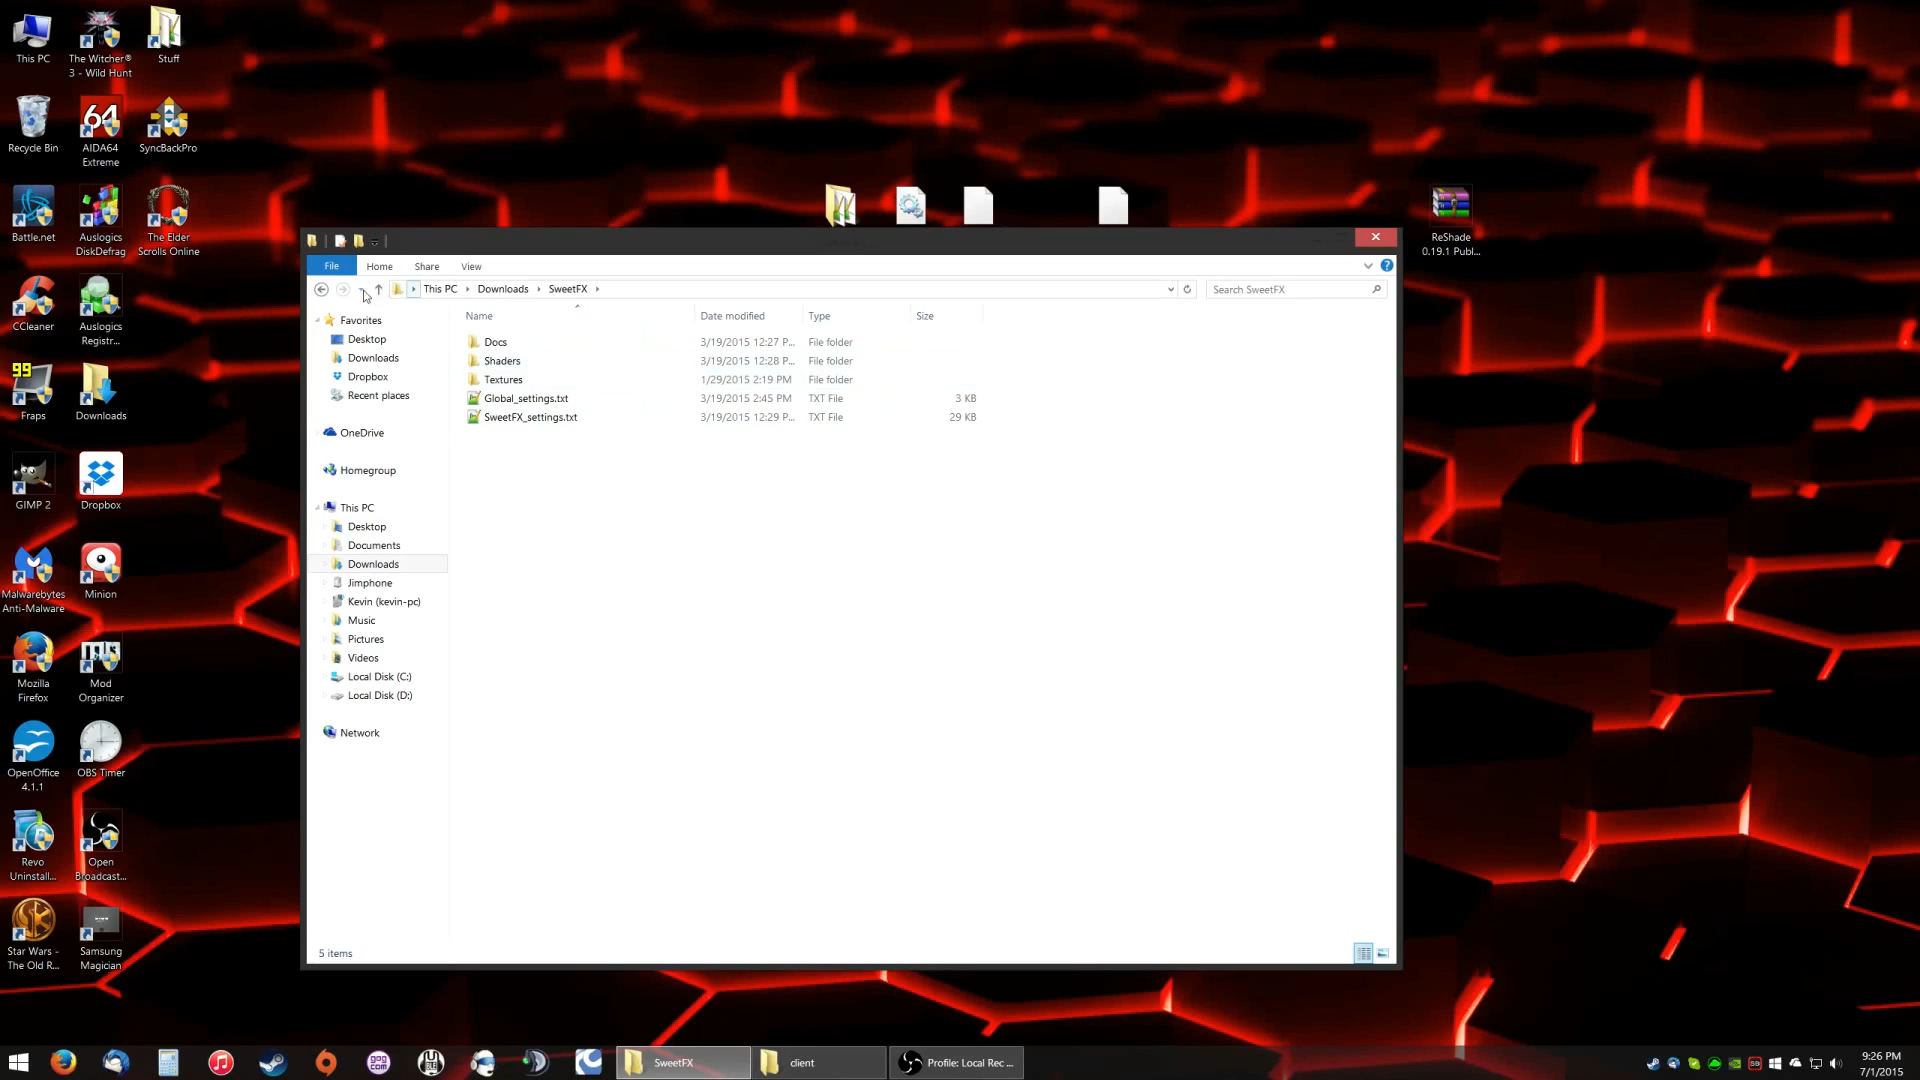 This PC
The Witcher®
3 - Wild Hunt
Stuff
Recycle Bin
64
AIDA64
Extreme
SyncBackPro
Battle.net
Auslogics
DiskDefrag
The Elder
Scrolls Online
CCleaner
Auslogics
Registr...
99
Fraps
Downloads
GIMP 2
Dropbox
Malwarebytes
Anti-Malware
Minion
Mozilla
Firefox
Mod
Organizer
OpenOffice
4.1.1
OBS Timer
Revo
Uninstall...
Open
Broadcast...
Star Wars -
The Old R...
Samsung
Magician
ReShade
0.19.1 Publ...
File
Home
Share
View
This PC
Downloads
SweetFX
Search SweetFX
Favorites
Desktop
Downloads
Dropbox
Recent places
OneDrive
Homegroup
This PC
Desktop
Documents
Downloads
Jimphone
Kevin (kevin-pc)
Music
Pictures
Videos
Local Disk (C:)
Local Disk (D:)
Network
Name
Date modified
Type
Size
Docs
3/19/2015 12:27 P...
File folder
Shaders
3/19/2015 12:28 P...
File folder
Textures
1/29/2015 2:19 PM
File folder
Global_settings.txt
3/19/2015 2:45 PM
TXT File
3 KB
SweetFX_settings.txt
3/19/2015 12:29 P...
TXT File
29 KB
5 items
SweetFX
client
Profile: Local Rec ...
9:26 PM
7/1/2015